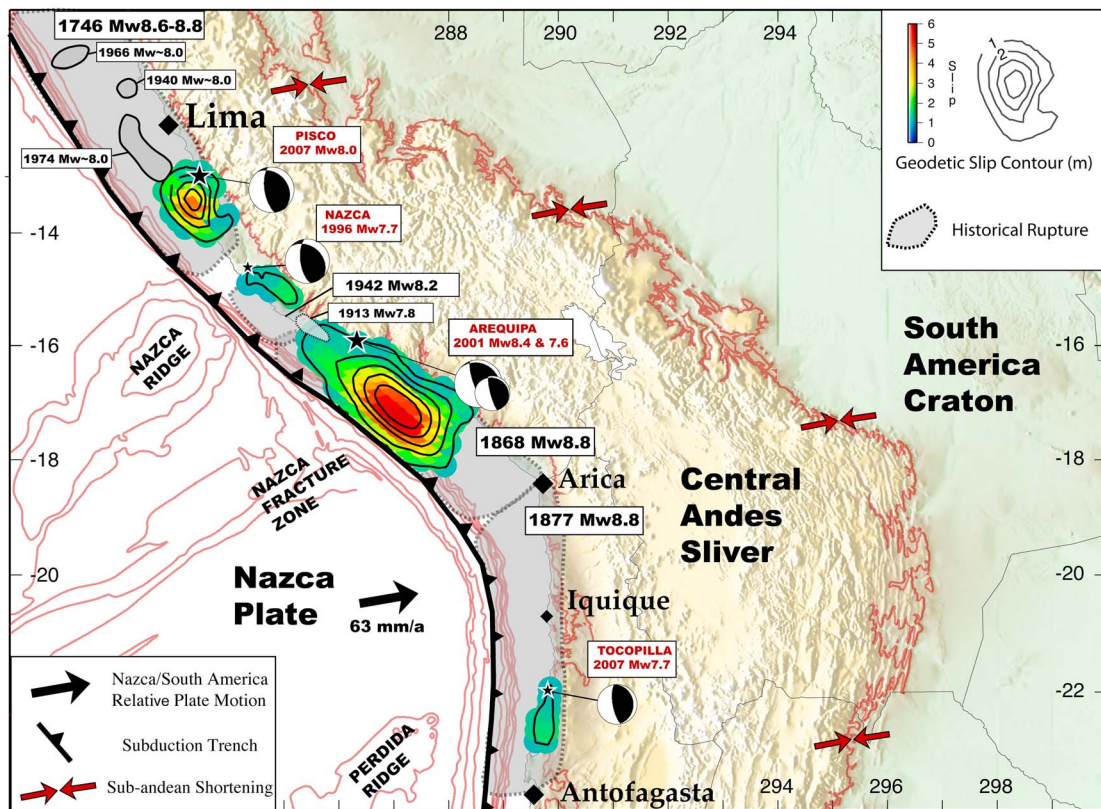 1746 Mw8.6-8.8
1966 Mw~8.0
1940 Mw~8.0
Lima
1974 Mw~8.0
288
290
292
294
PISCO
2007 Mw8.0
NAZCA
1996 Mw7.7
-14
1942 Mw8.2
1913 Mw7.8
AREQUIPA
2001 Mw8.4 & 7.6
NAZCA
RIDGE
-16
-16
South
America
Craton
1868 Mw8.8
-18
-18
NAZCA
FRACTURE
ZONE
Arica
1877 Mw8.8
Central
Andes
Sliver
-20
-20
Nazca
Plate
63 mm/a
Iquique
TOCOPILLA
2007 Mw7.7
-22
PERDIDA
RIDGE
Antofagasta
294
296
298
6
5
4
3
2
1
0
Slip
1
2
Geodetic Slip Contour (m)
Historical Rupture
Nazca/South America
Relative Plate Motion
Subduction Trench
Sub-andean Shortening